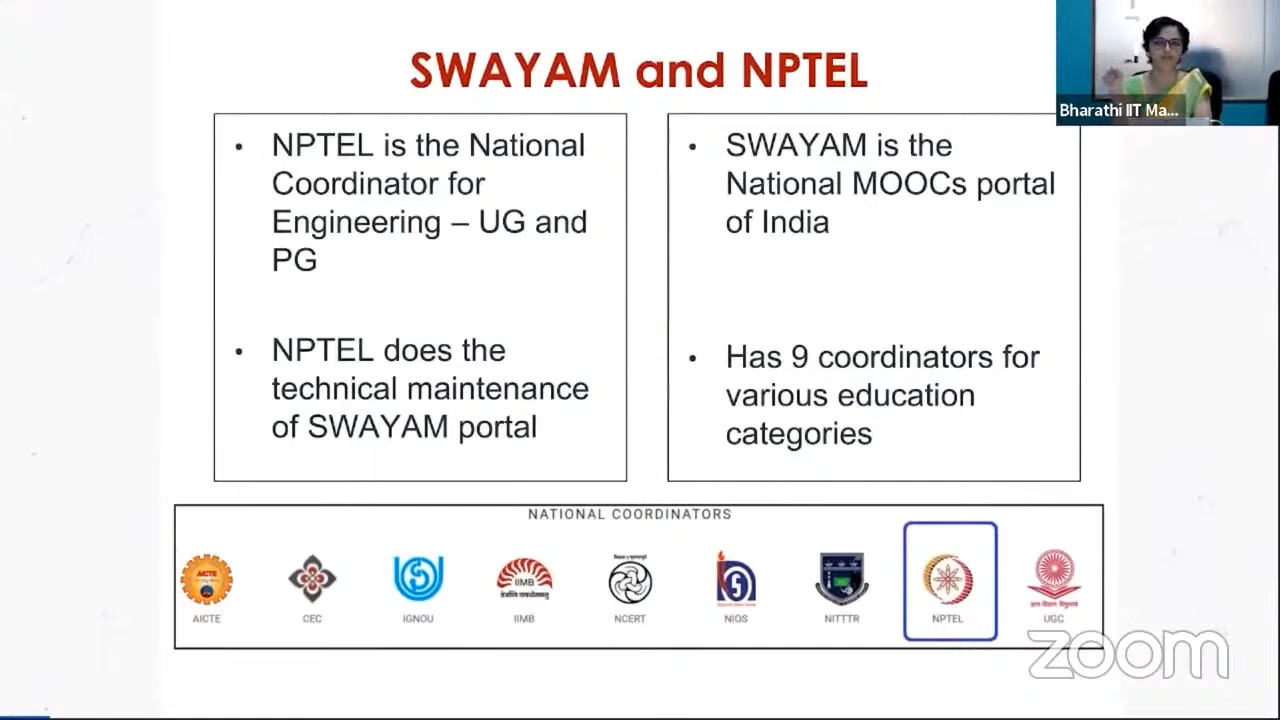 SWAYAM and NPTEL
Bharathi IIT Ma...
• NPTEL is the National
Coordinator for
Engineering – UG and
PG
• NPTEL does the
technical maintenance
of SWAYAM portal
• SWAYAM is the
National MOOCs portal
of India
• Has 9 coordinators for
various education
categories
NATIONAL COORDINATORS
AICTE
IIMB
AICTE
CEC
IGNOU
IIMB
NCERT
NIOS
NITTTR
NPTEL
UGC
zoom